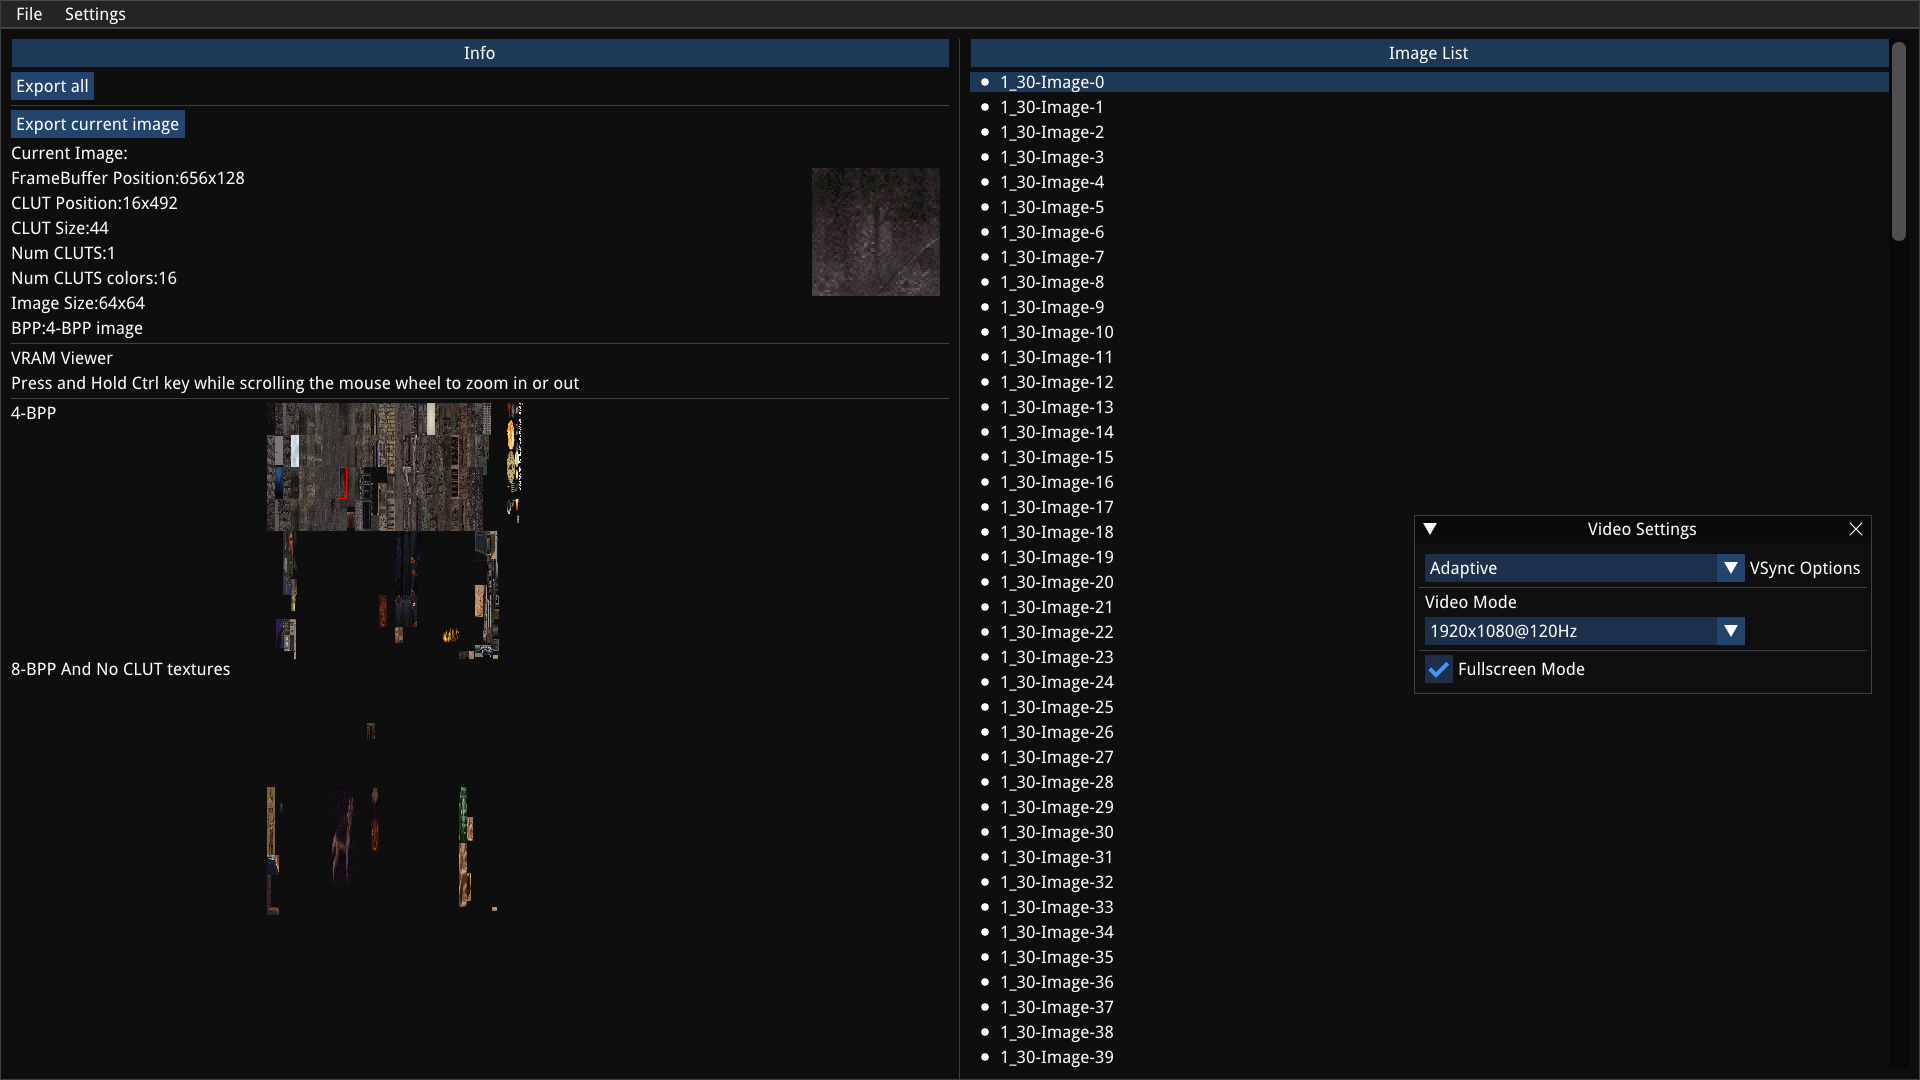 File Settings
Info
Export all
Export current image
Current Image:
FrameBuffer Position:656x128
CLUT Position:16x492
CLUT Size:44
Num CLUTS:1
Num CLUTS colors:16
Image Size:64x64
BPP:4-BPP image
VRAM Viewer
Press and Hold Ctrl key while scrolling the mouse wheel to zoom in or out
4-BPP
8-BPP And No CLUT textures
Image List
1_30-Image-0
1_30-Image-1
1_30-Image-2
1_30-Image-3
1_30-Image-4
1_30-Image-5
1_30-Image-6
1_30-Image-7
1_30-Image-8
1_30-Image-9
1_30-Image-10
1_30-Image-11
1_30-Image-12
1_30-Image-13
1_30-Image-14
1_30-Image-15
1_30-Image-16
1_30-Image-17
1_30-Image-18
1_30-Image-19
1_30-Image-20
1_30-Image-21
1_30-Image-22
1_30-Image-23
1_30-Image-24
1_30-Image-25
1_30-Image-26
1_30-Image-27
1_30-Image-28
1_30-Image-29
1_30-Image-30
1_30-Image-31
1_30-Image-32
1_30-Image-33
1_30-Image-34
1_30-Image-35
1_30-Image-36
1_30-Image-37
1_30-Image-38
1_30-Image-39
Video Settings
Adaptive VSync Options
Video Mode
1920x1080@120Hz
Fullscreen Mode